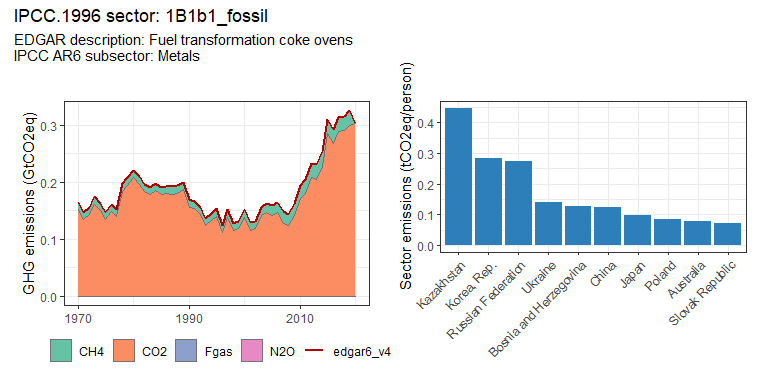 IPCC.1996 sector: 1B1b1_fossil
EDGAR description: Fuel transformation coke ovens
IPCC AR6 subsector: Metals
GHG emissions (GtCO2eq)
0.3
0.2
0.1
0.0
1970
1990
2010
CH4
CO2
Fgas
N2O
edgar6_v4
Sector emissions (tCO2eq/person)
0.4
0.3
0.2
0.1
0.0
Kazakhstan
Korea, Rep.
Russian Federation
Ukraine
Bosnia and Herzegovina
China
Japan
Poland
Australia
Slovak Republic